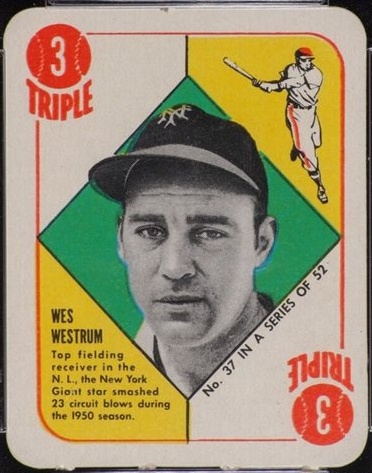 3
TRIPLE
NY
WES
WESTRUM
Top fielding
receiver in the
N. L., the New York
Giant star smashed
23 circuit blows during
the 1950 season.
No. 37 IN A SERIES OF 52
TRIPLE
3